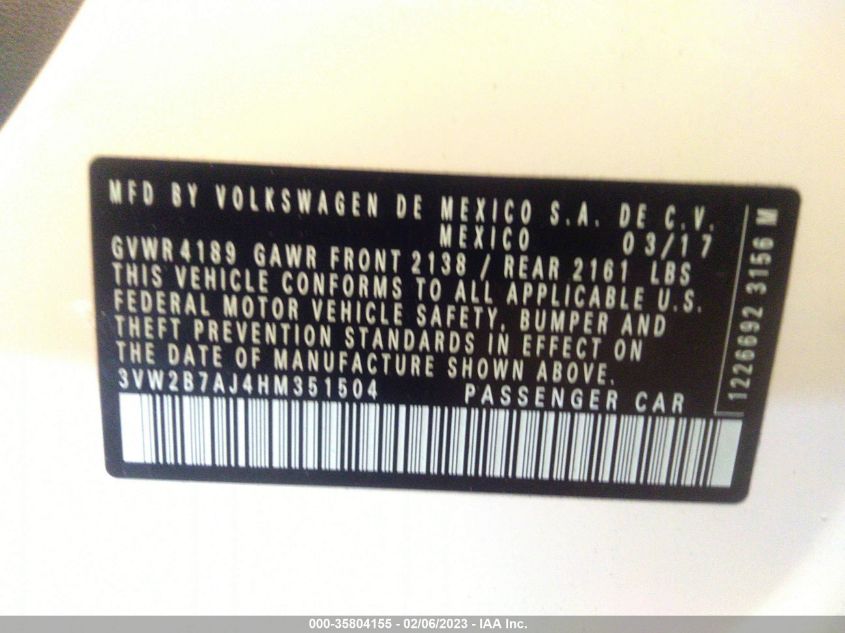 MFD BY VOLKSWAGEN DE MEXICO S.A. DE C.V.
MEXICO 03/17
GVWR 4189 GAWR FRONT 2138 / REAR 2161 LBS
THIS VEHICLE CONFORMS TO ALL APPLICABLE U.S.
FEDERAL MOTOR VEHICLE SAFETY, BUMPER AND
THEFT PREVENTION STANDARDS IN EFFECT ON
THE DATE OF MANUFACTURE SHOWN ABOVE.
3VW2B7AJ4HM351504 PASSENGER CAR
1226692 3156 M
000-35804155 - 02/06/2023 - IAA Inc.